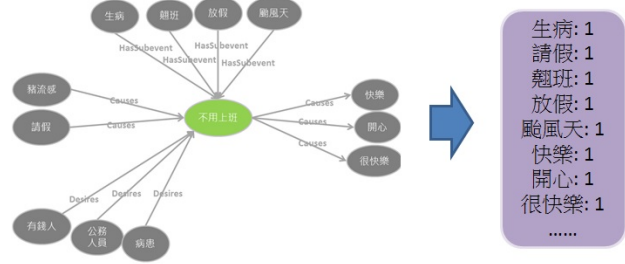 生病
翹班
放假
颱風天
HasSubevent
HasSubevent
HasSubevent
HasSubevent
豬流感
Causes
請假
Causes
不用上班
Causes
快樂
Causes
開心
Causes
很快樂
Desires
Desires
Desires
有錢人
公務
人員
病患
生病: 1
請假: 1
翹班: 1
放假: 1
颱風天: 1
快樂: 1
開心: 1
很快樂: 1
......